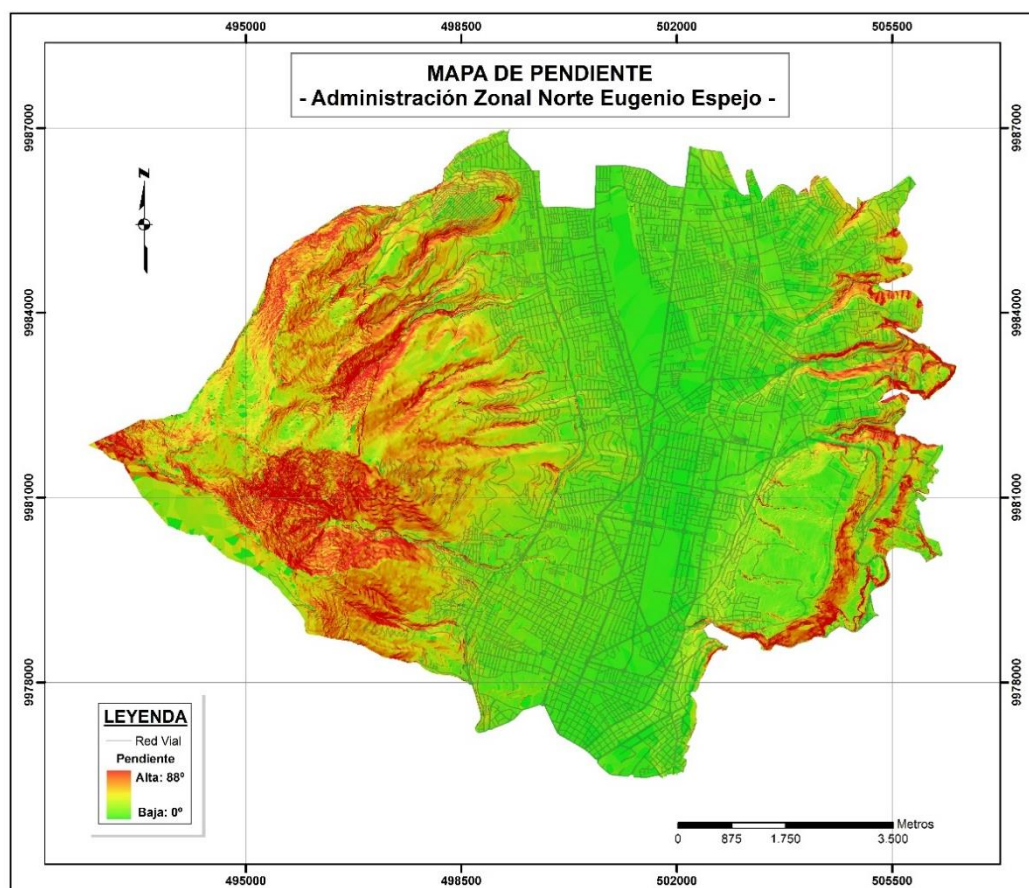 495000 498500 502000 505500
MAPA DE PENDIENTE
- Administración Zonal Norte Eugenio Espejo -
9987000 9987000
N
9984000 9984000
9981000 9981000
9978000 9978000
LEYENDA
Red Vial
Pendiente
Alta: 88º
Baja: 0º
Metros
0 875 1.750 3.500
495000 498500 502000 505500